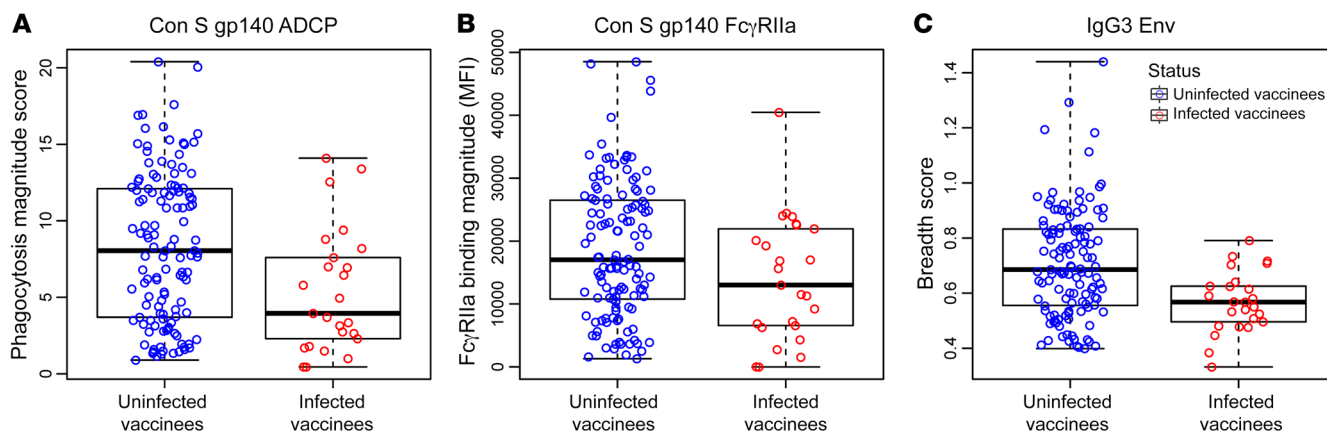 A
Con S gp140 ADCP
Phagocytosis magnitude score
20
15
10
5
0
Uninfected
vaccinees
Infected
vaccinees
B
Con S gp140 FcγRIIa
FcγRIIa binding magnitude (MFI)
50000
40000
30000
20000
10000
0
Uninfected
vaccinees
Infected
vaccinees
C
IgG3 Env
Breadth score
1.4
1.2
1.0
0.8
0.6
0.4
Status
Uninfected vaccinees
Infected vaccinees
Uninfected
vaccinees
Infected
vaccinees